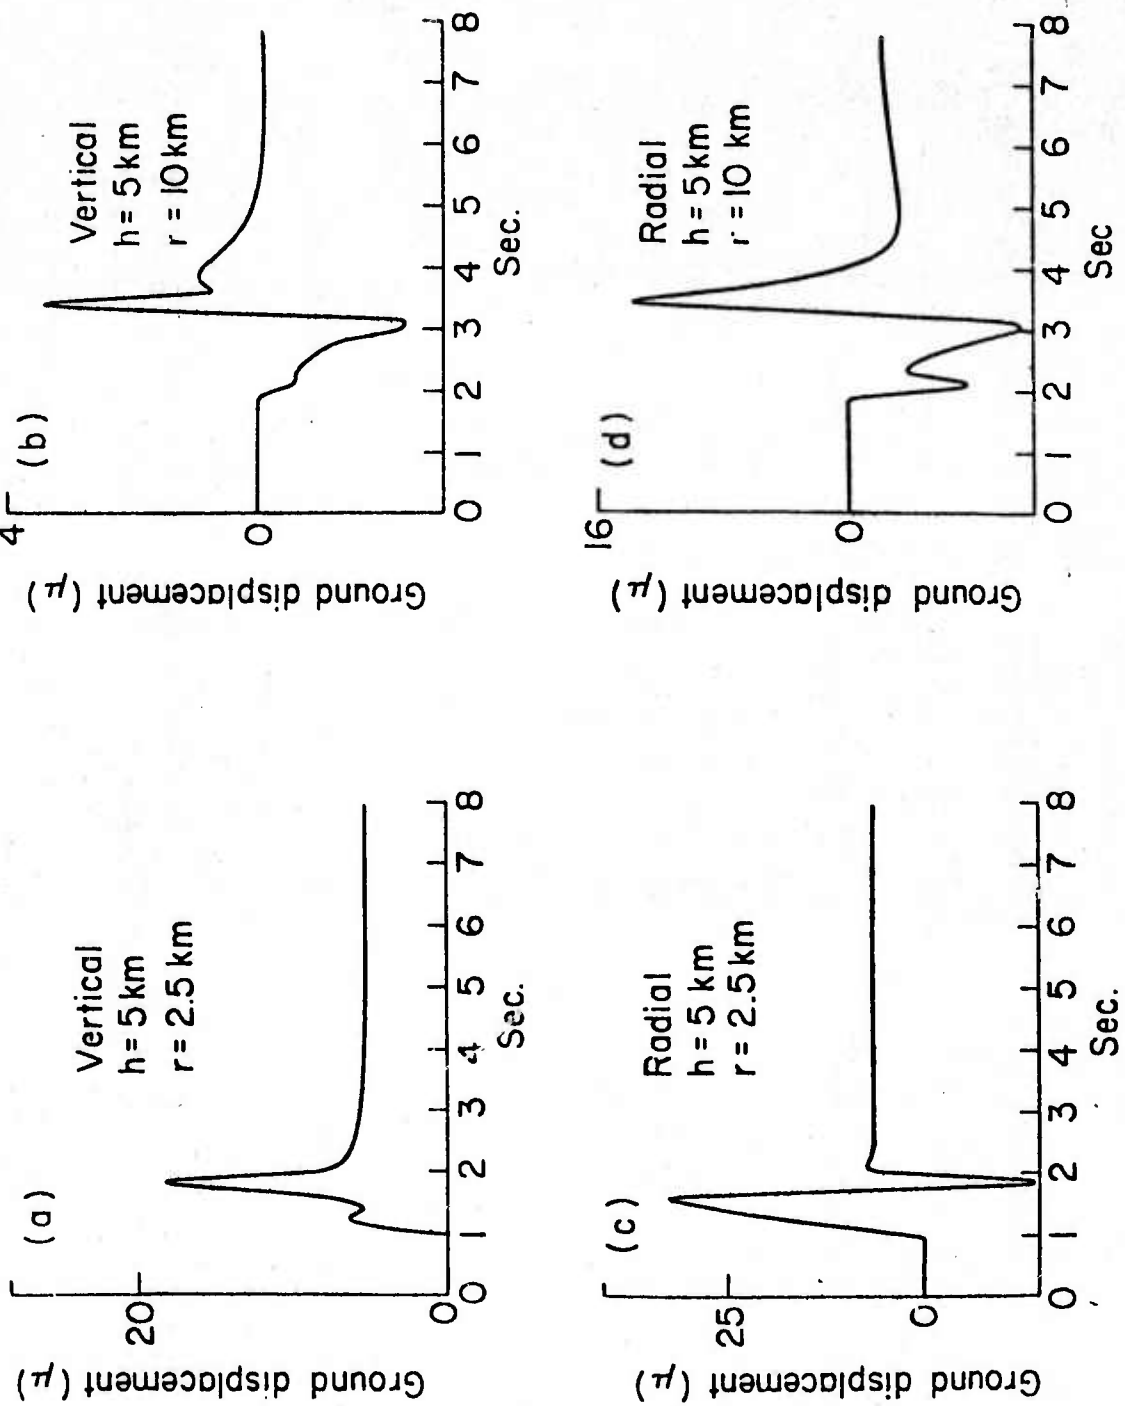 (a)
Vertical
h = 5 km
r = 2.5 km
Ground displacement (μ)
20
0
1
2
3
4
5
6
7
8
Sec.
(b)
Vertical
h = 5 km
r = 10 km
Ground displacement (μ)
4
0
0
1
2
3
4
5
6
7
8
Sec.
(c)
Radial
h = 5 km
r = 2.5 km
Ground displacement (μ)
25
0
0
1
2
3
4
5
6
7
8
Sec.
(d)
Radial
h = 5 km
r = 10 km
Ground displacement (μ)
16
0
0
1
2
3
4
5
6
7
8
Sec